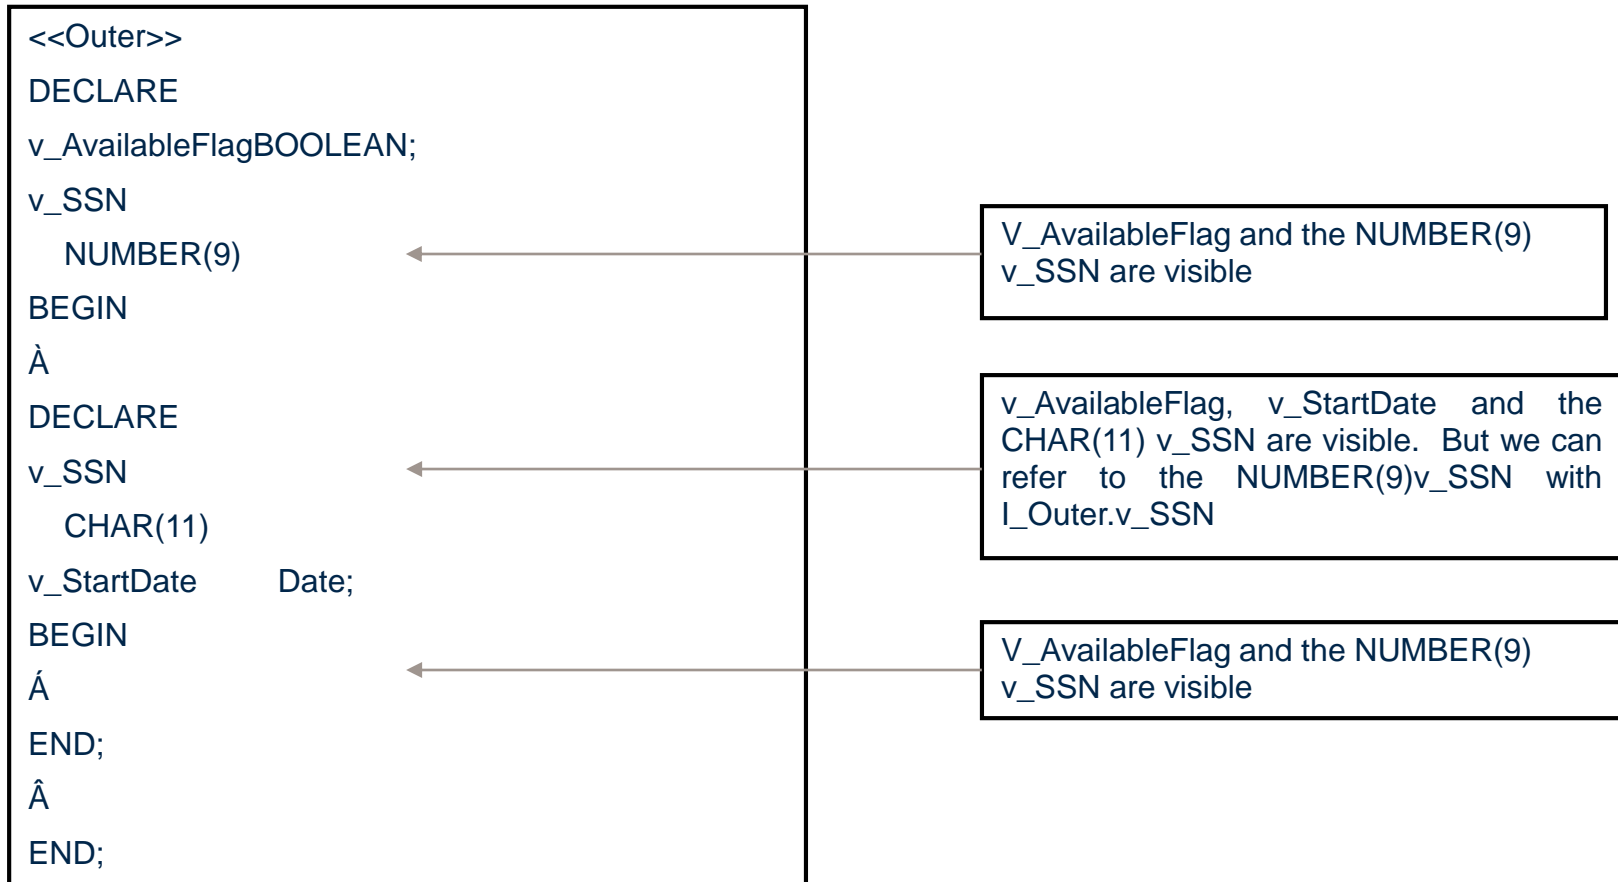 <<Outer>>
DECLARE
v_AvailableFlagBOOLEAN;
v_SSN
NUMBER(9)
BEGIN
À
DECLARE
v_SSN
CHAR(11)
v_StartDate Date;
BEGIN
Á
END;
Â
END;
V_AvailableFlag and the NUMBER(9)
v_SSN are visible
v_AvailableFlag, v_StartDate and the
CHAR(11) v_SSN are visible. But we can
refer to the NUMBER(9)v_SSN with
I_Outer.v_SSN
V_AvailableFlag and the NUMBER(9)
v_SSN are visible